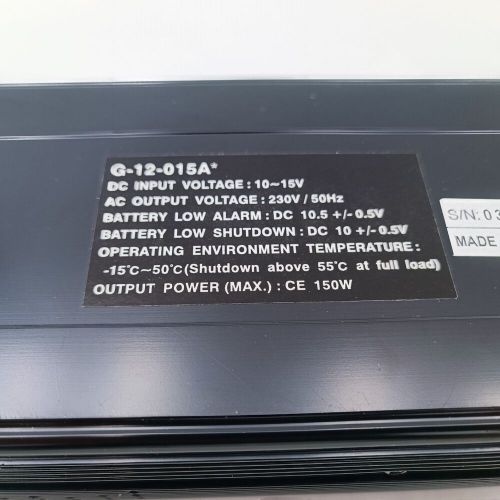 G-12-015A*
DC INPUT VOLTAGE : 10~15V
AC OUTPUT VOLTAGE : 230V / 50Hz
BATTERY LOW ALARM : DC 10.5 +/- 0.5V
BATTERY LOW SHUTDOWN : DC 10 +/- 0.5V
OPERATING ENVIRONMENT TEMPERATURE :
-15°C~50°C(Shutdown above 55°C at full load)
OUTPUT POWER (MAX.) : CE 150W
S/N: 0 3
MADE